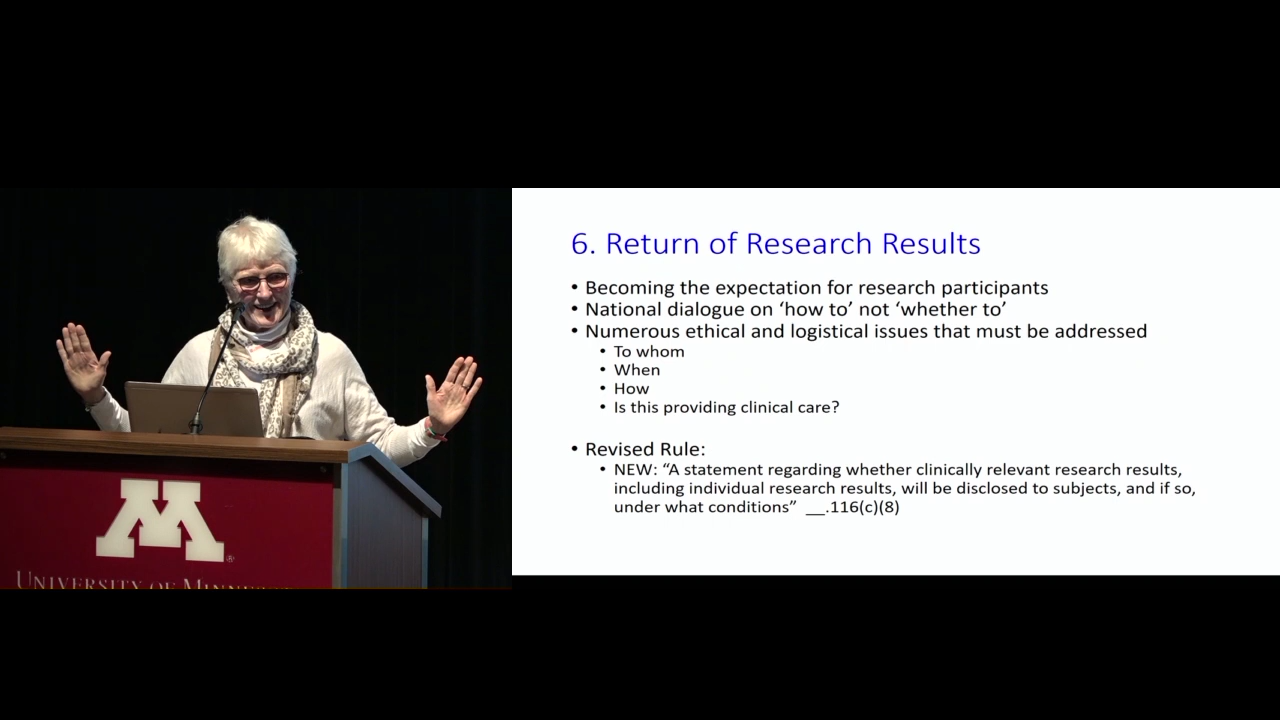 6. Return of Research Results
• Becoming the expectation for research participants
• National dialogue on ‘how to’ not ‘whether to’
• Numerous ethical and logistical issues that must be addressed
• To whom
• When
• How
• Is this providing clinical care?
• Revised Rule:
• NEW: “A statement regarding whether clinically relevant research results,
including individual research results, will be disclosed to subjects, and if so,
under what conditions” __.116(c)(8)
M
UNIVERSITY OF